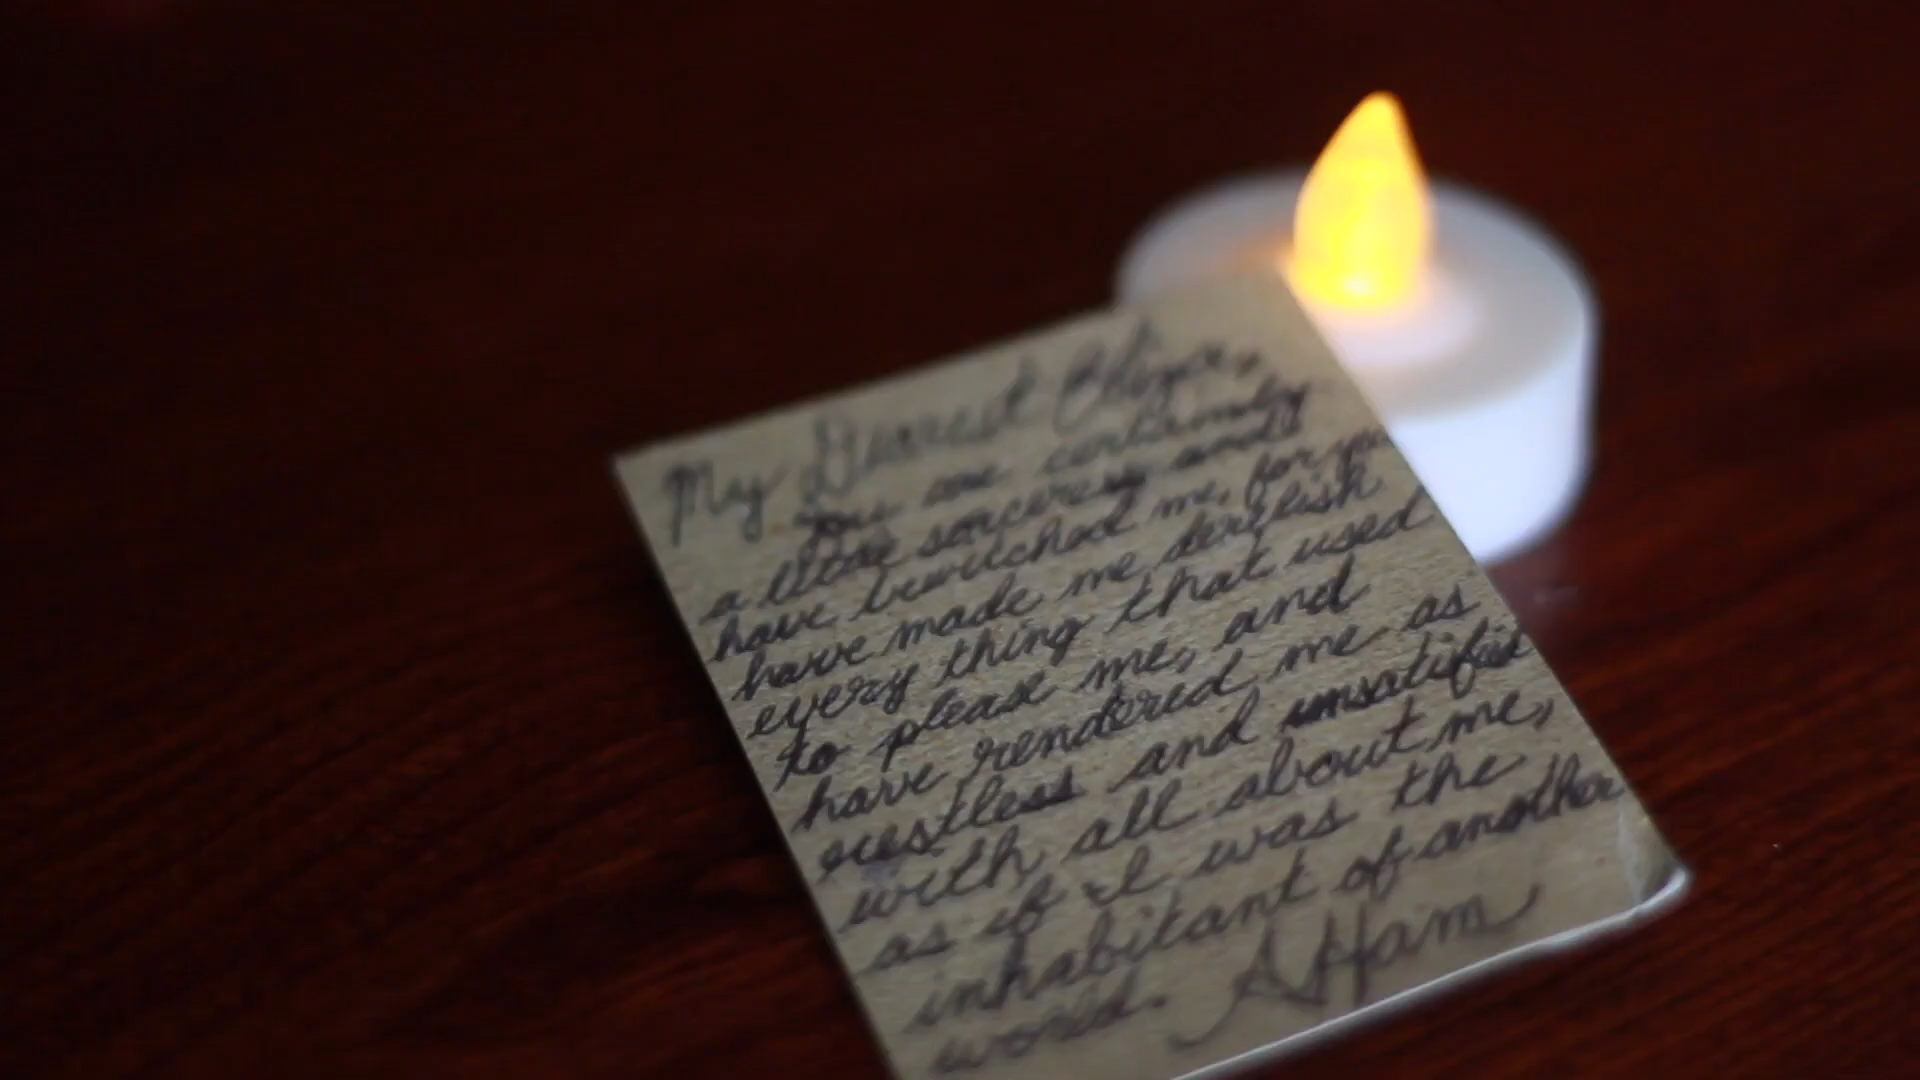 My Dearest Eliza,
You are certainly
a little sorceress and
have bewitched me, for you
have made me disrelish
every thing that used
to please me, and
have rendered me as
restless and unsatified
with all about me,
as if I was the
inhabitant of another
world. A Ham